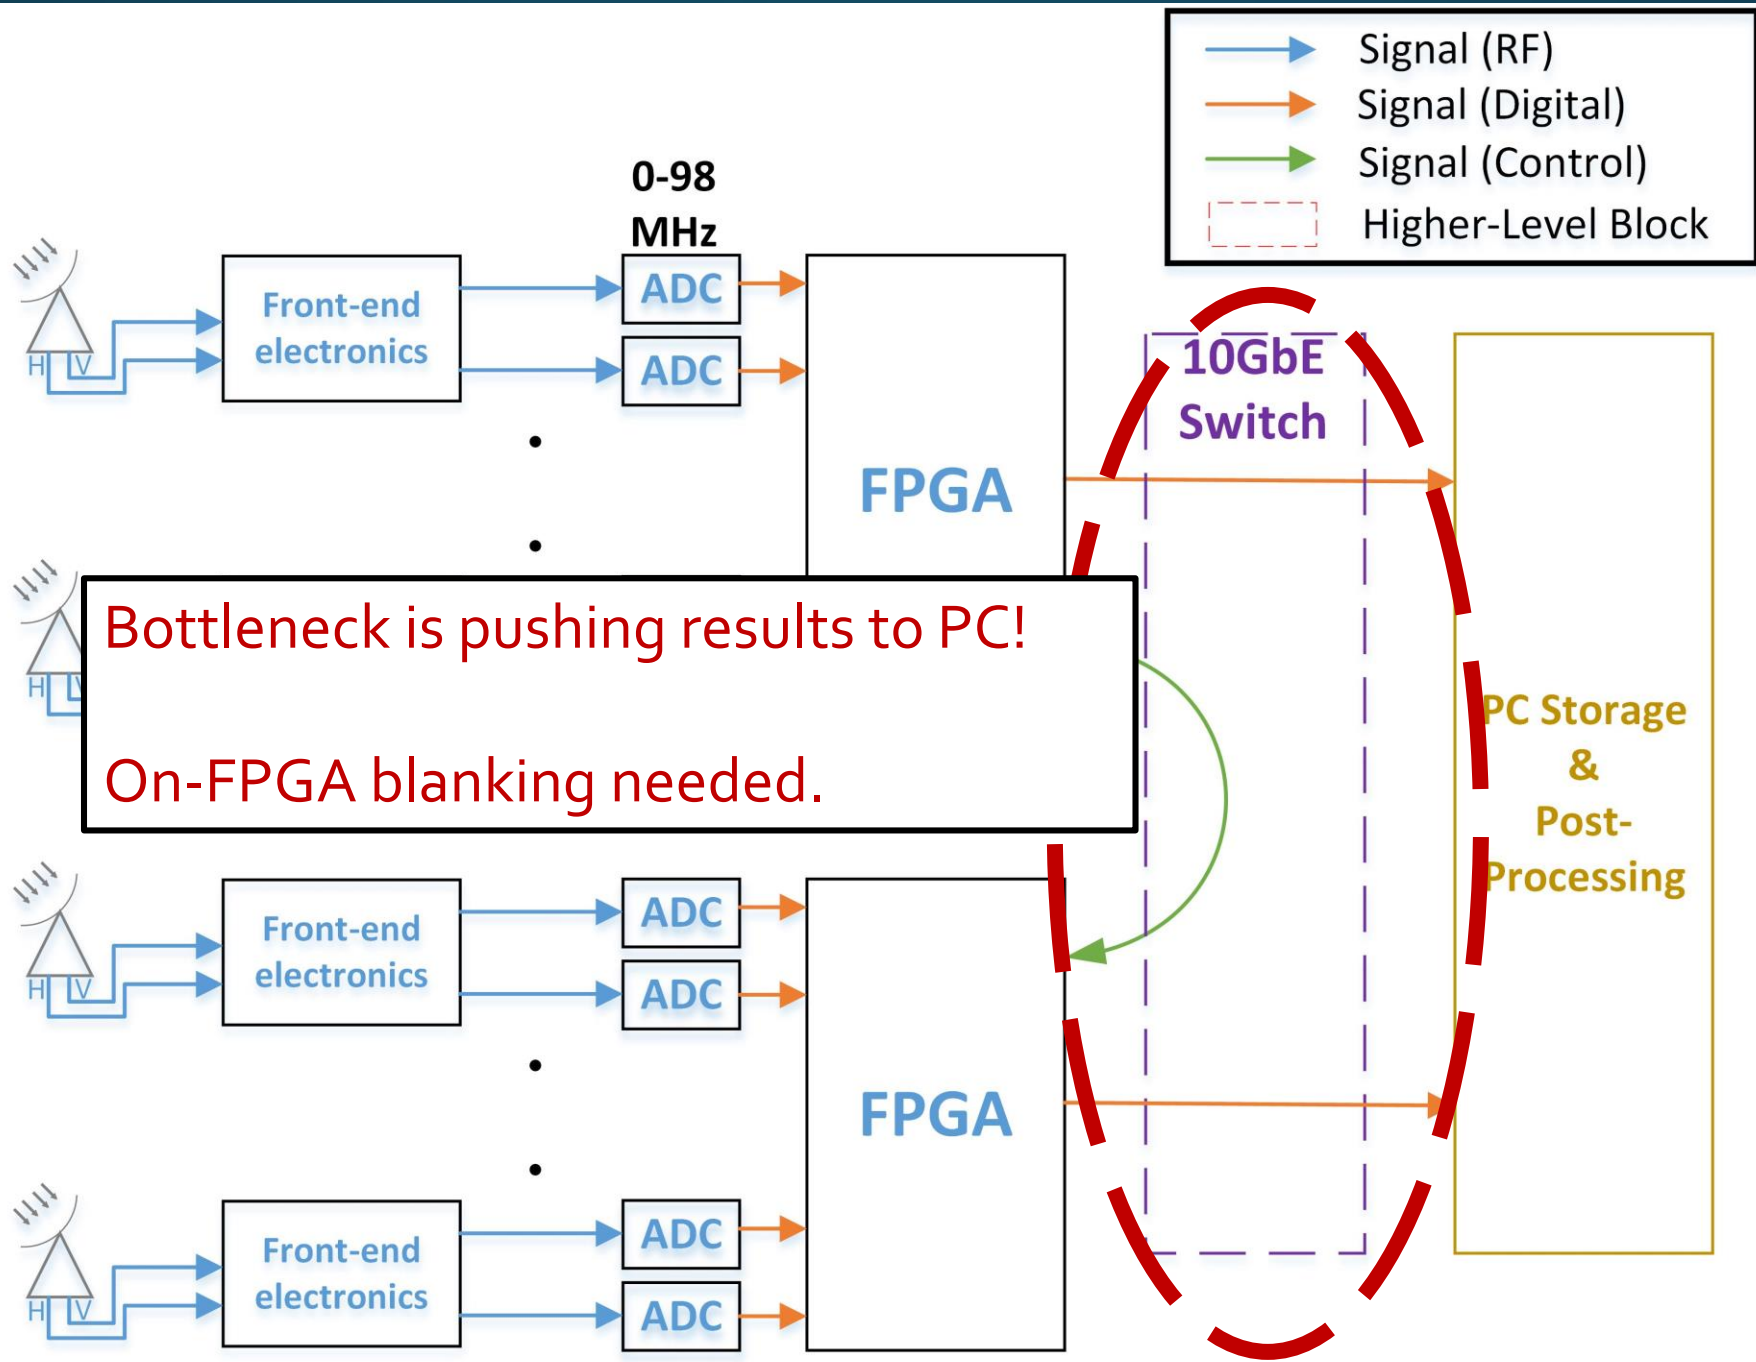 Signal (RF)
Signal (Digital)
Signal (Control)
Higher-Level Block
0-98
MHz
H V
Front-end
electronics
ADC
ADC
FPGA
10GbE
Switch
H
Bottleneck is pushing results to PC!
On-FPGA blanking needed.
PC Storage
&
Post-
Processing
H V
Front-end
electronics
ADC
ADC
FPGA
H V
Front-end
electronics
ADC
ADC